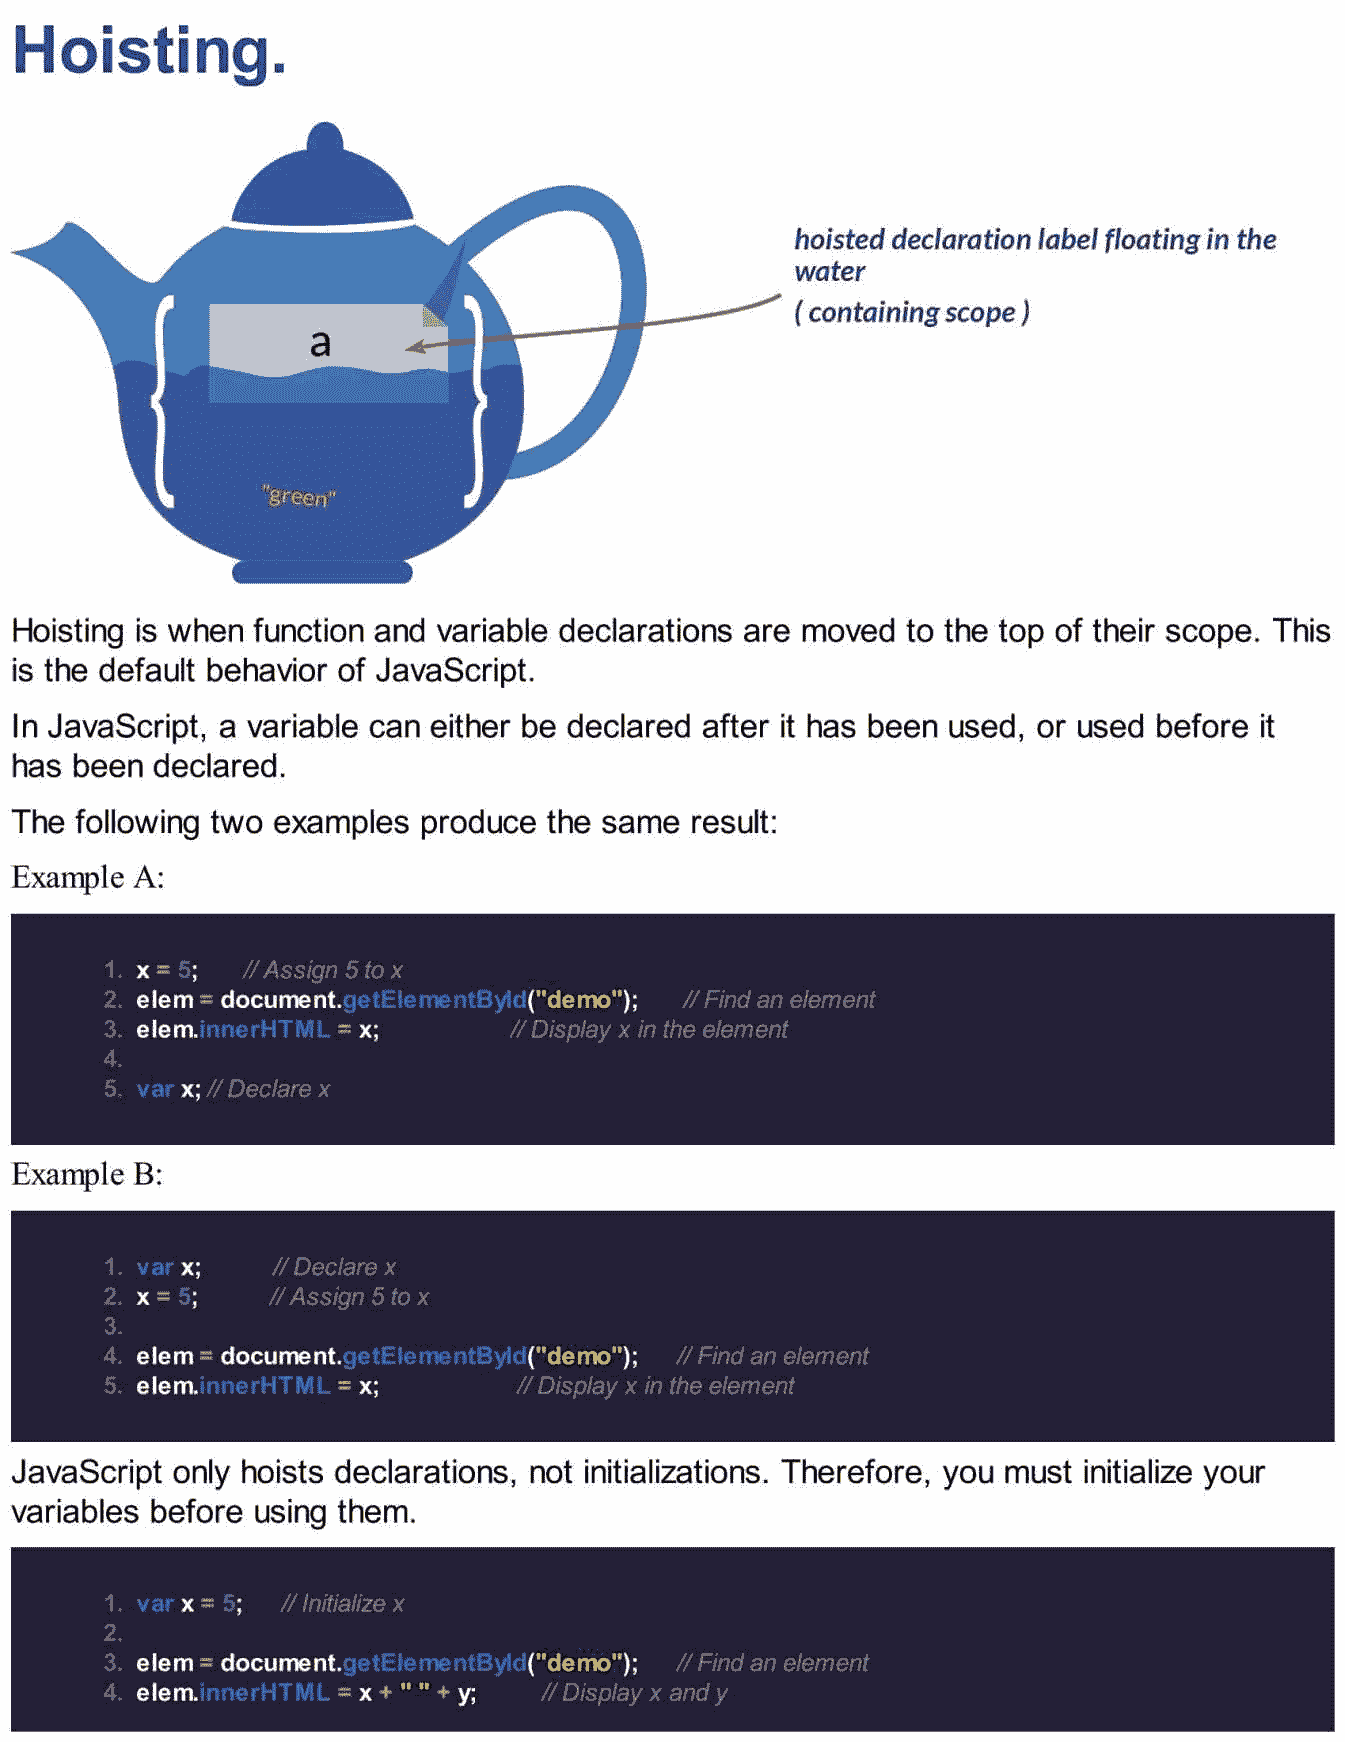 Hoisting.
hoisted declaration label floating in the
water
( containing scope )
a
"green"
Hoisting is when function and variable declarations are moved to the top of their scope. This
is the default behavior of JavaScript.
In JavaScript, a variable can either be declared after it has been used, or used before it
has been declared.
The following two examples produce the same result:
Example A:
1. x = 5; // Assign 5 to x
2. elem = document.getElementById("demo"); // Find an element
3. elem.innerHTML = x; // Display x in the element
4.
5. var x; // Declare x
Example B:
1. var x; // Declare x
2. x = 5; // Assign 5 to x
3.
4. elem = document.getElementById("demo"); // Find an element
5. elem.innerHTML = x; // Display x in the element
JavaScript only hoists declarations, not initializations. Therefore, you must initialize your
variables before using them.
1. var x = 5; // Initialize x
2.
3. elem = document.getElementById("demo"); // Find an element
4. elem.innerHTML = x + " " + y; // Display x and y